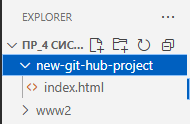 EXPLORER
ПР_4 СИС...
new-git-hub-project
<> index.html
www2